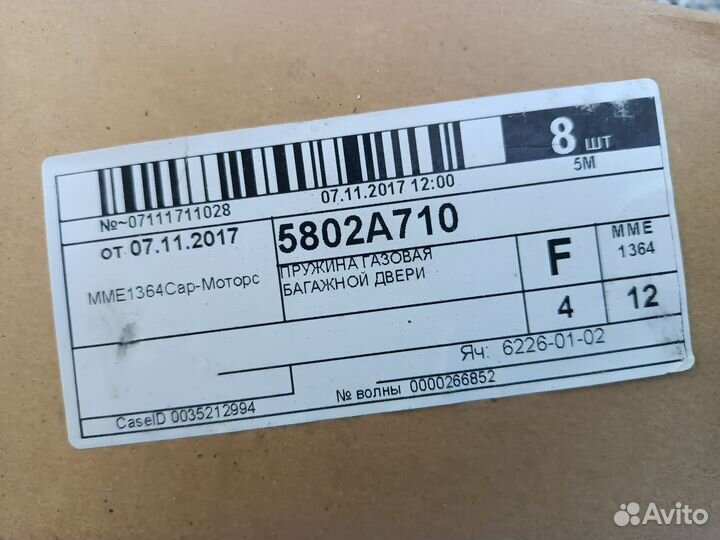 8 шт
5М
№~07111711028
07.11.2017 12:00
от 07.11.2017
5802A710
ММЕ1364Сар-Моторс
ПРУЖИНА ГАЗОВАЯ
БАГАЖНОЙ ДВЕРИ
F
MME
1364
4
12
Яч: 6226-01-02
CaseID 0035212994
№ волны 0000266852
Avito